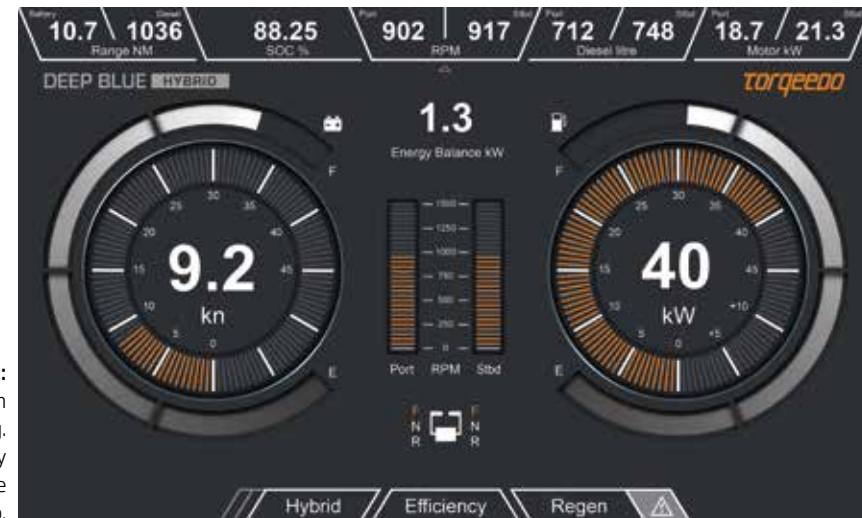 Battery Diesel Port Stbd Port Stbd Port Stbd
10.7 1036 88.25 902 917 712 748 18.7 21.3
Range NM SOC % RPM Diesel litre Motor kW
DEEP BLUE HYBRID torqeedo
1.3
Energy Balance kW
F F
30 30
25 35 1500 25 35
20 40 1250 20 40
1000
15 9.2 45 750 15 40 45
kn 500 kW
10 250 10 +10
5 0 0 5 0 +5
E Port RPM Stbd E
:
n
F F
N N
R R
g.
y
e
o.
Hybrid Efficiency Regen